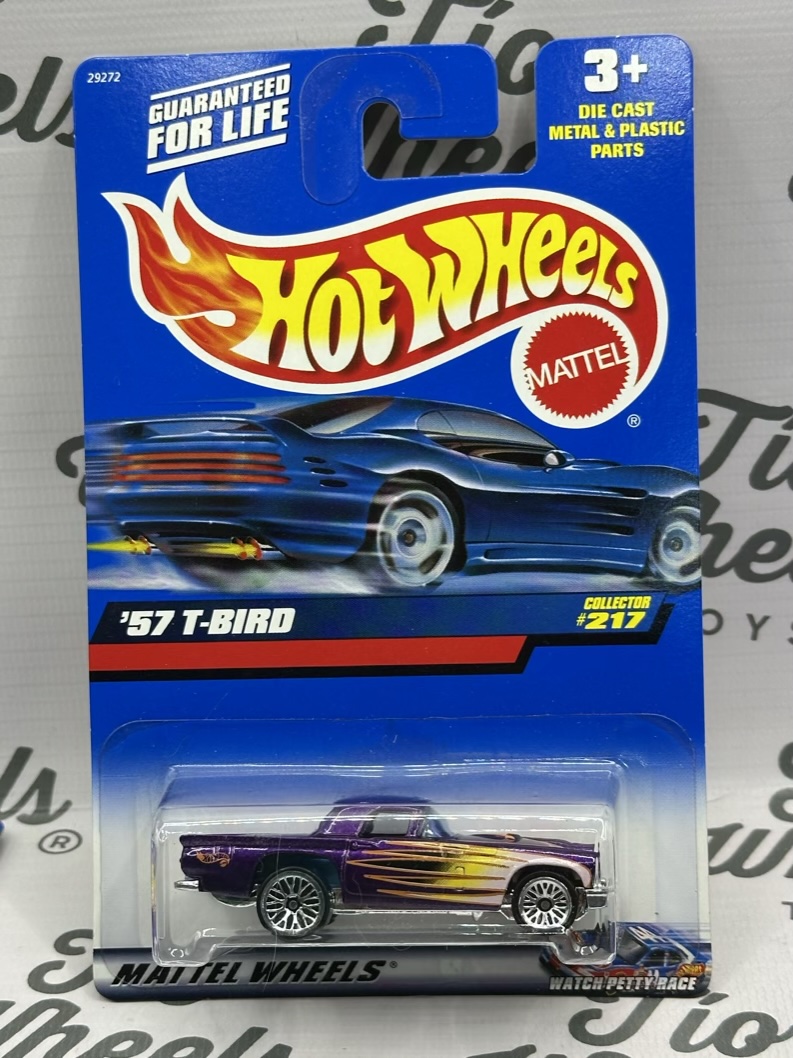 29272
GUARANTEED
FOR LIFE
3+
DIE CAST
METAL & PLASTIC
PARTS
HOT WHEELS
MATTEL
®
'57 T-BIRD
COLLECTOR
#217
MATTEL WHEELS®
WATCH PETTY RACE